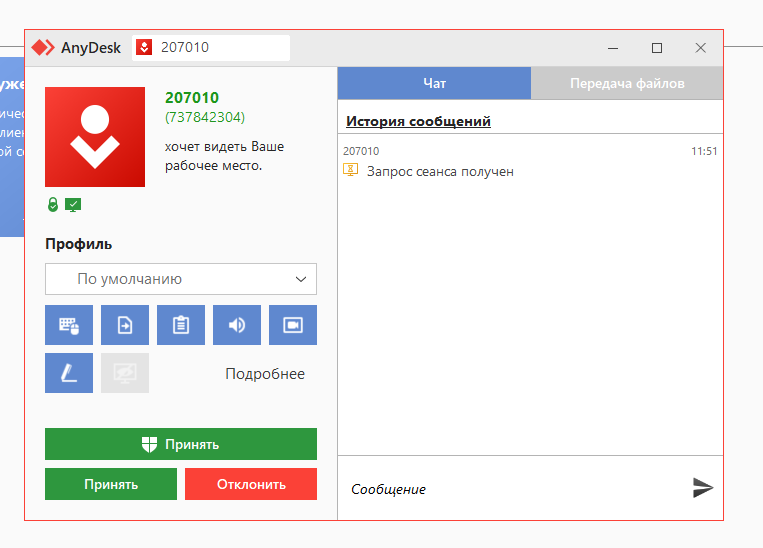 AnyDesk
207010
207010
(737842304)
хочет видеть Ваше
рабочее место.
Профиль
По умолчанию
Подробнее
Принять
Принять
Отклонить
Чат
Передача файлов
История сообщений
207010
11:51
Запрос сеанса получен
Сообщение